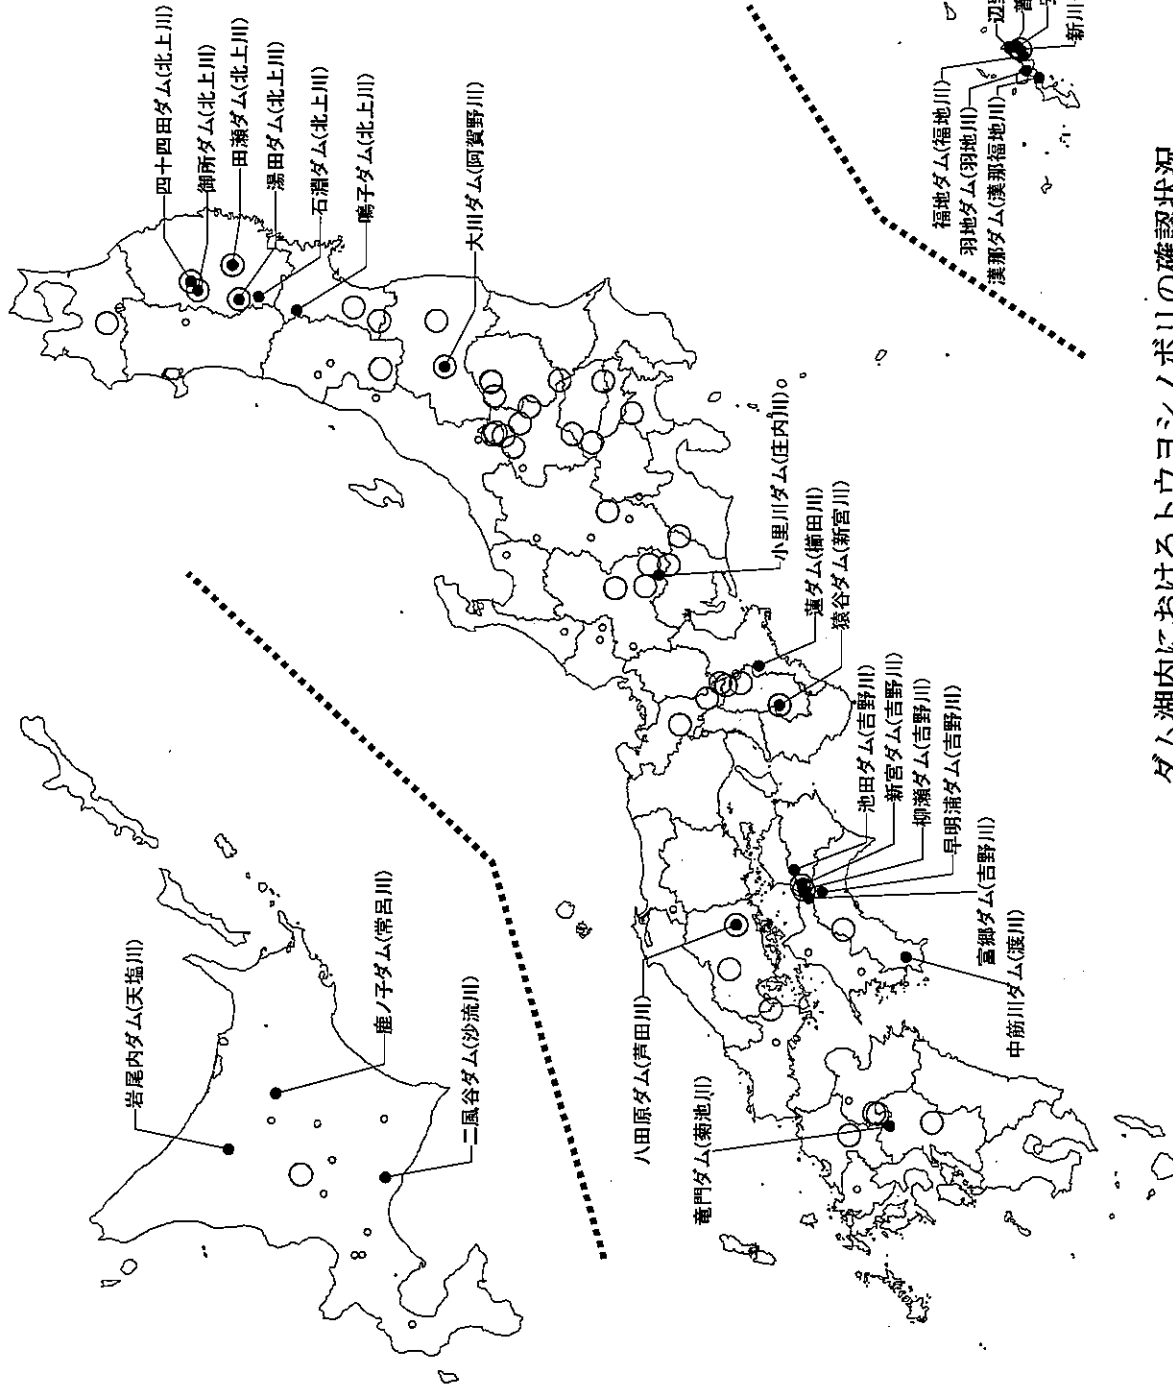 四十四田ダム(北上川)
御所ダム(北上川)
田瀬ダム(北上川)
湯田ダム(北上川)
石淵ダム(北上川)
鳴子ダム(北上川)
大川ダム(阿賀野川)
小里川ダム(庄内川)
蓮ダム(櫛田川)
猿谷ダム(新宮川)
池田ダム(吉野川)
新宮ダム(吉野川)
柳瀬ダム(吉野川)
早明浦ダム(吉野川)
富郷ダム(吉野川)
中筋川ダム(渡川)
八田原ダム(芦田川)
竜門ダム(菊池川)
岩尾内ダム(天塩川)
鹿ノ子ダム(常呂川)
二風谷ダム(沙流川)
福地ダム(福地川)
羽地ダム(羽地川)
漢那ダム(漢那福地川)
新川
ダム湖内におけるトウヨシノボリの確認状況